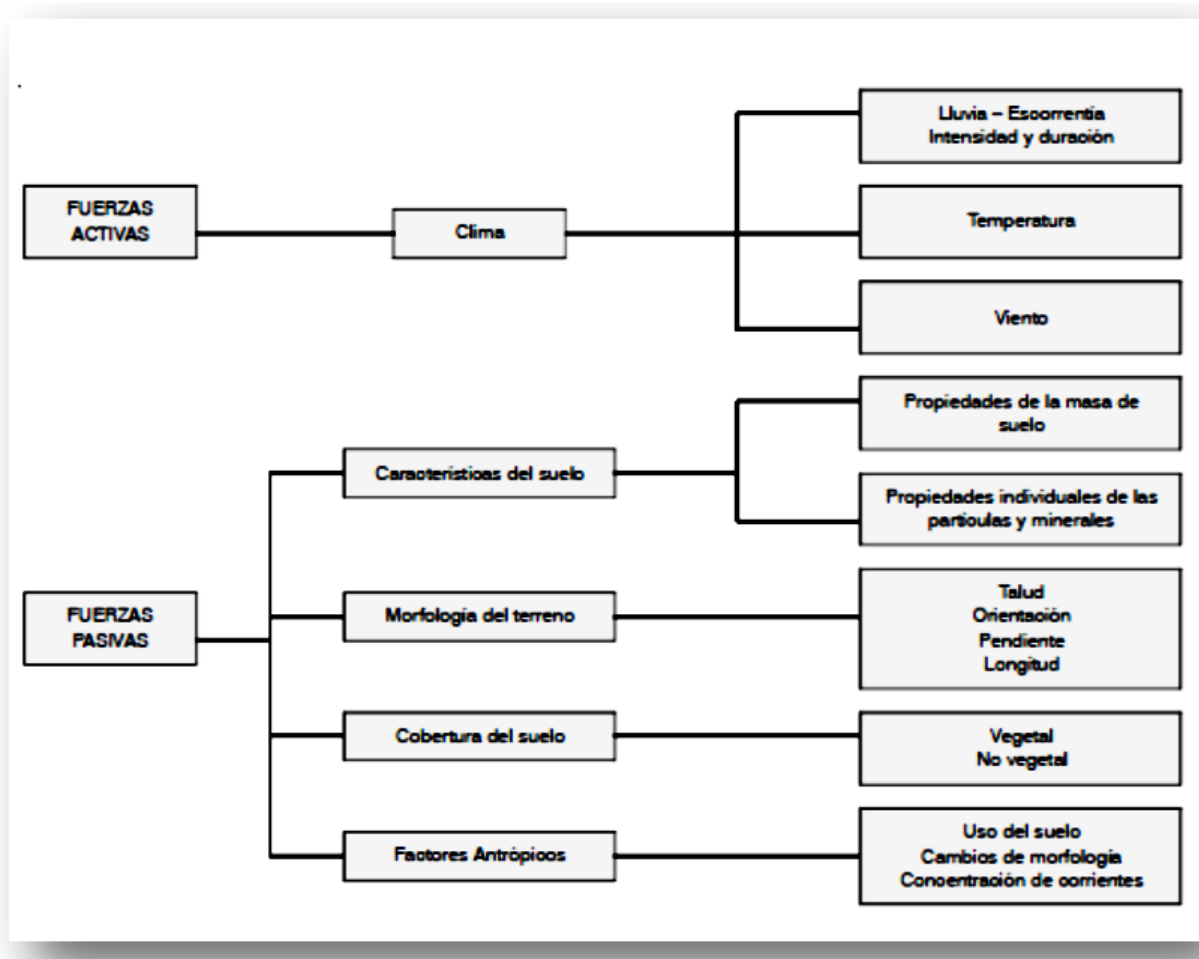 FUERZAS
ACTIVAS
Clima
Lluvia – Escorrentía
Intensidad y duración
Temperatura
Viento
FUERZAS
PASIVAS
Características del suelo
Propiedades de la masa de
suelo
Propiedades individuales de las
partículas y minerales
Morfología del terreno
Talud
Orientación
Pendiente
Longitud
Cobertura del suelo
Vegetal
No vegetal
Factores Antrópicos
Uso del suelo
Cambios de morfología
Concentración de corrientes